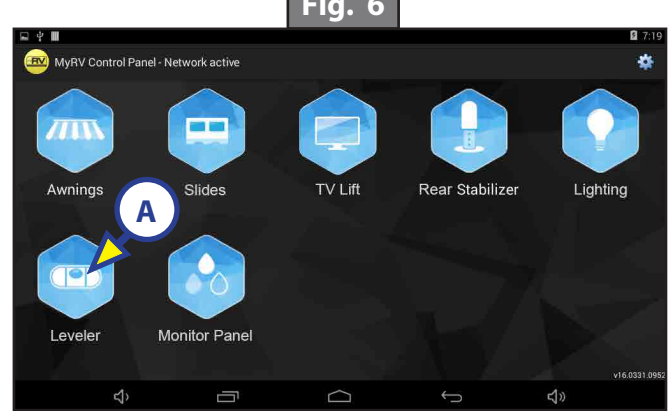 Fig. 6
7:19
RV MyRV Control Panel - Network active
Awnings
Slides
TV Lift
Rear Stabilizer
Lighting
A
Leveler
Monitor Panel
v16.0331.0952